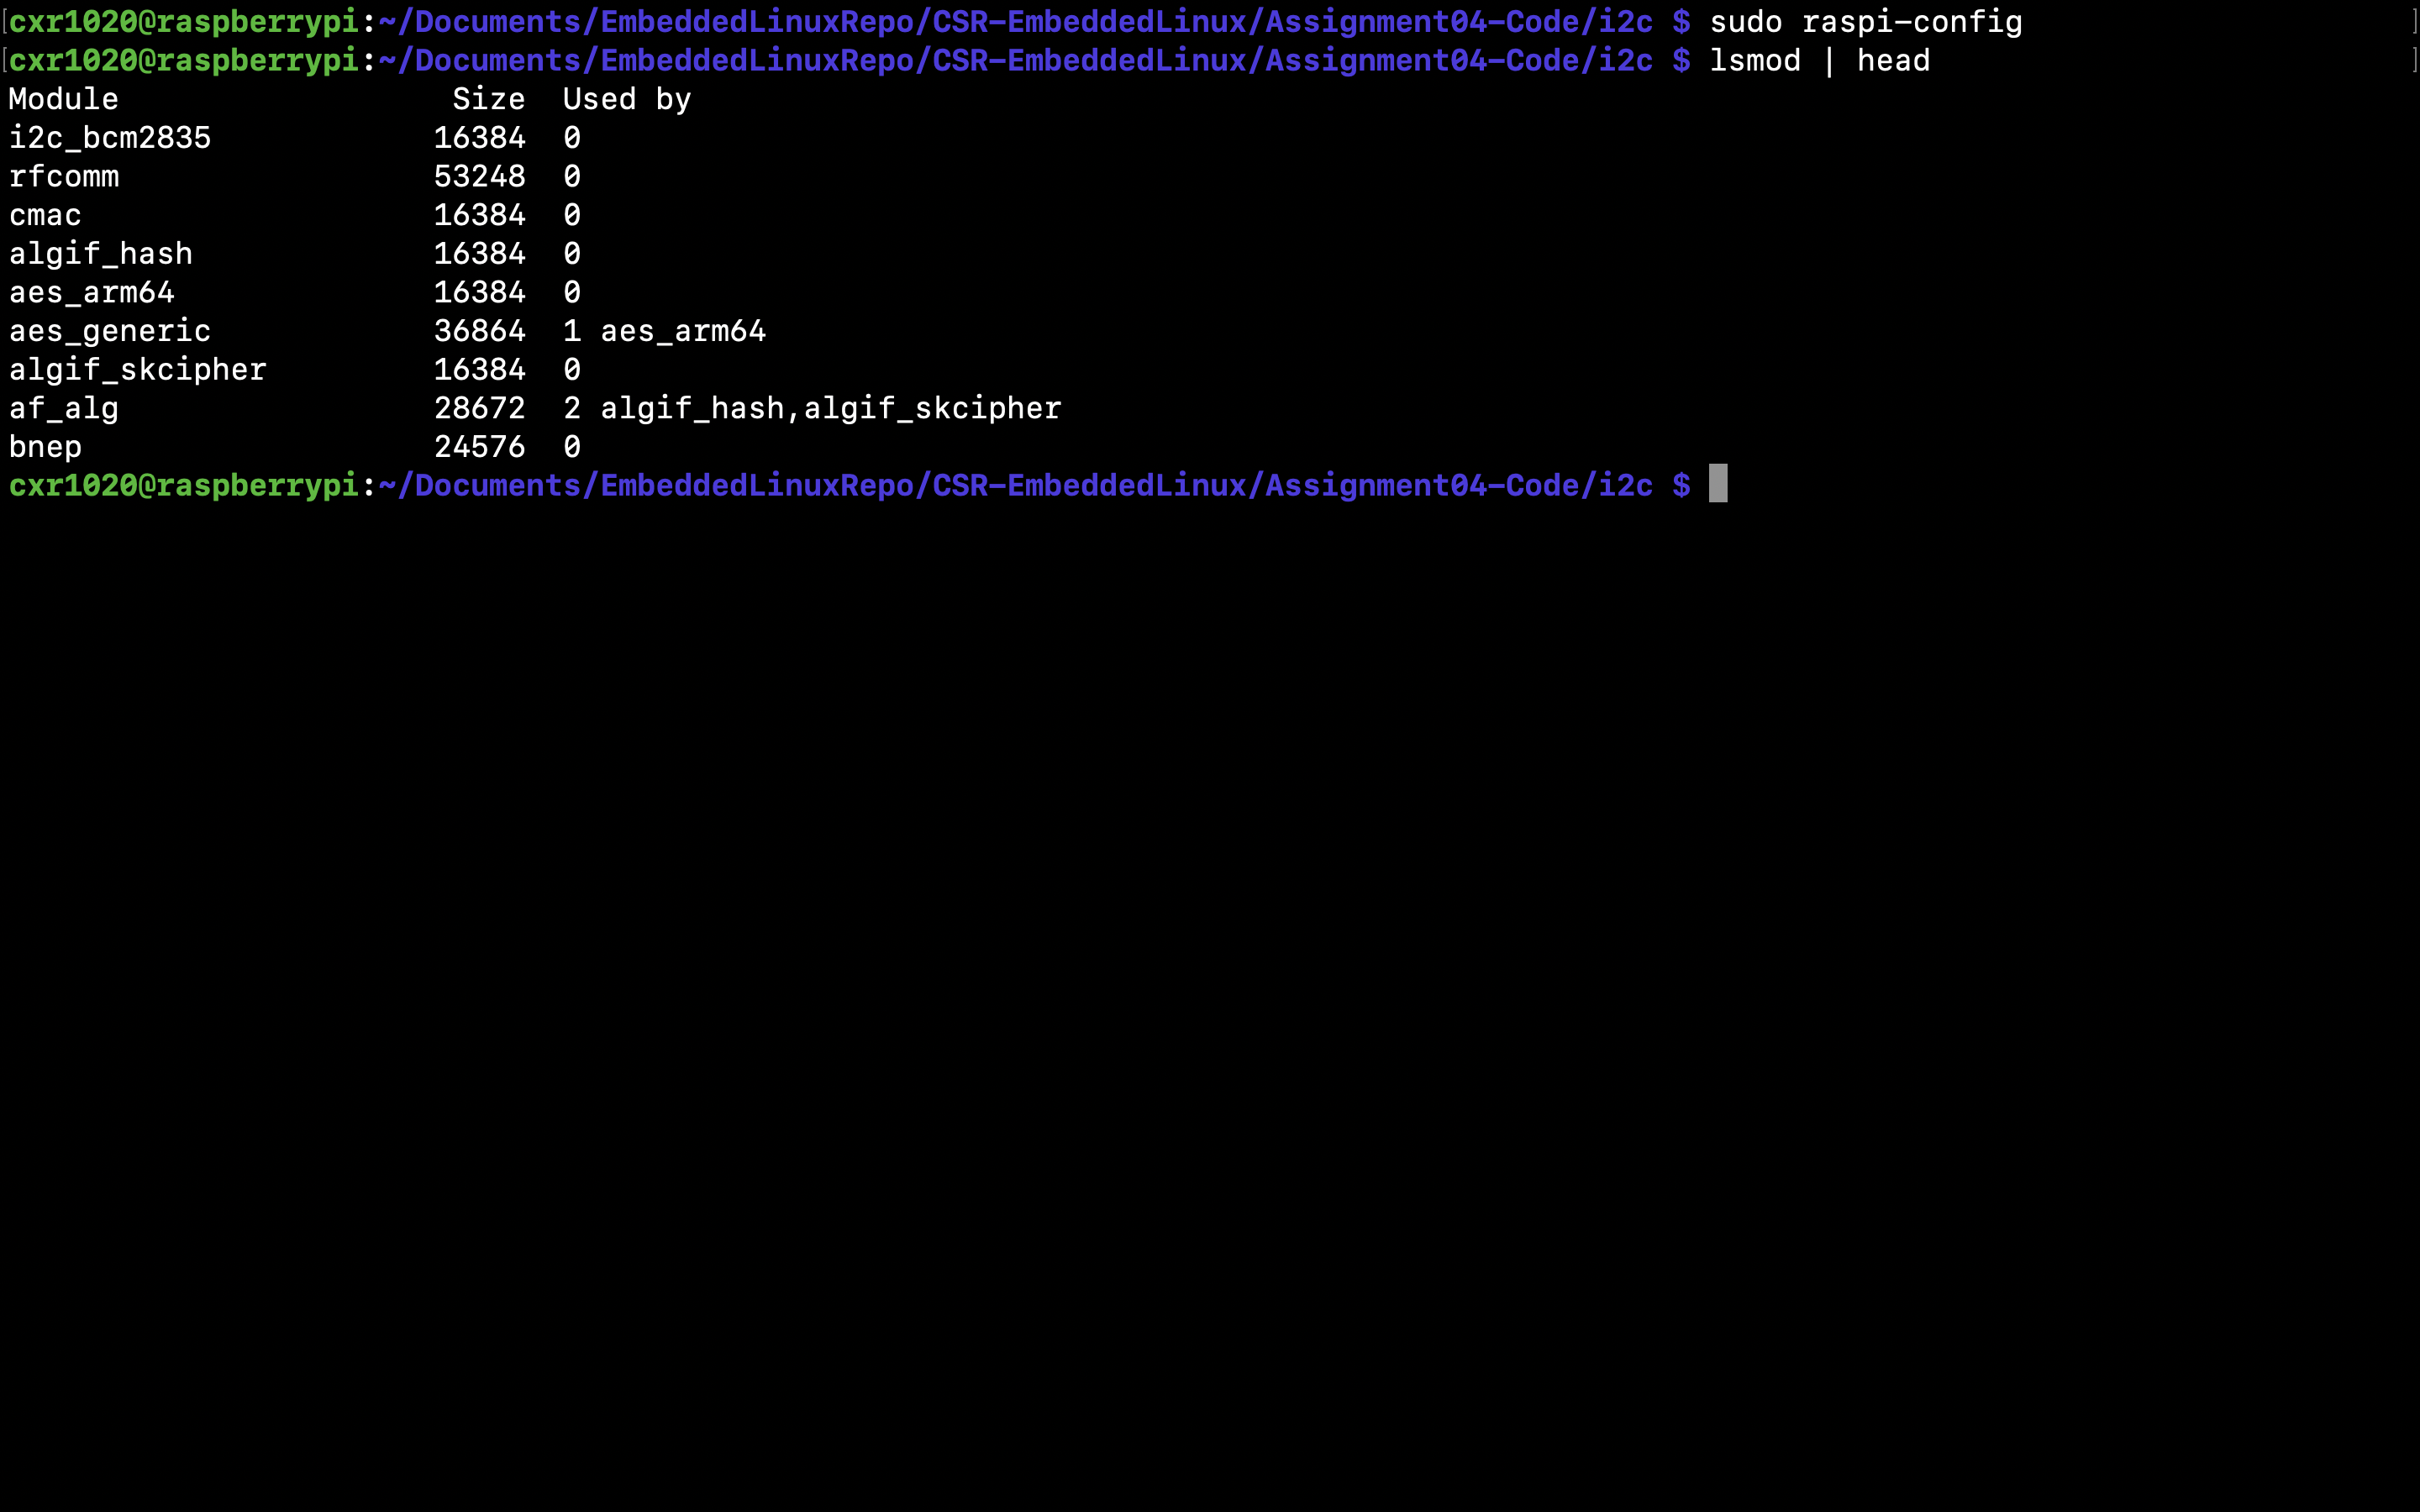 [cxr1020@raspberrypi:~/Documents/EmbeddedLinuxRepo/CSR-EmbeddedLinux/Assignment04-Code/i2c $ sudo raspi-config ]
[cxr1020@raspberrypi:~/Documents/EmbeddedLinuxRepo/CSR-EmbeddedLinux/Assignment04-Code/i2c $ lsmod | head ]
Module                  Size  Used by
i2c_bcm2835            16384  0
rfcomm                 53248  0
cmac                   16384  0
algif_hash             16384  0
aes_arm64              16384  0
aes_generic            36864  1 aes_arm64
algif_skcipher         16384  0
af_alg                 28672  2 algif_hash,algif_skcipher
bnep                   24576  0
cxr1020@raspberrypi:~/Documents/EmbeddedLinuxRepo/CSR-EmbeddedLinux/Assignment04-Code/i2c $